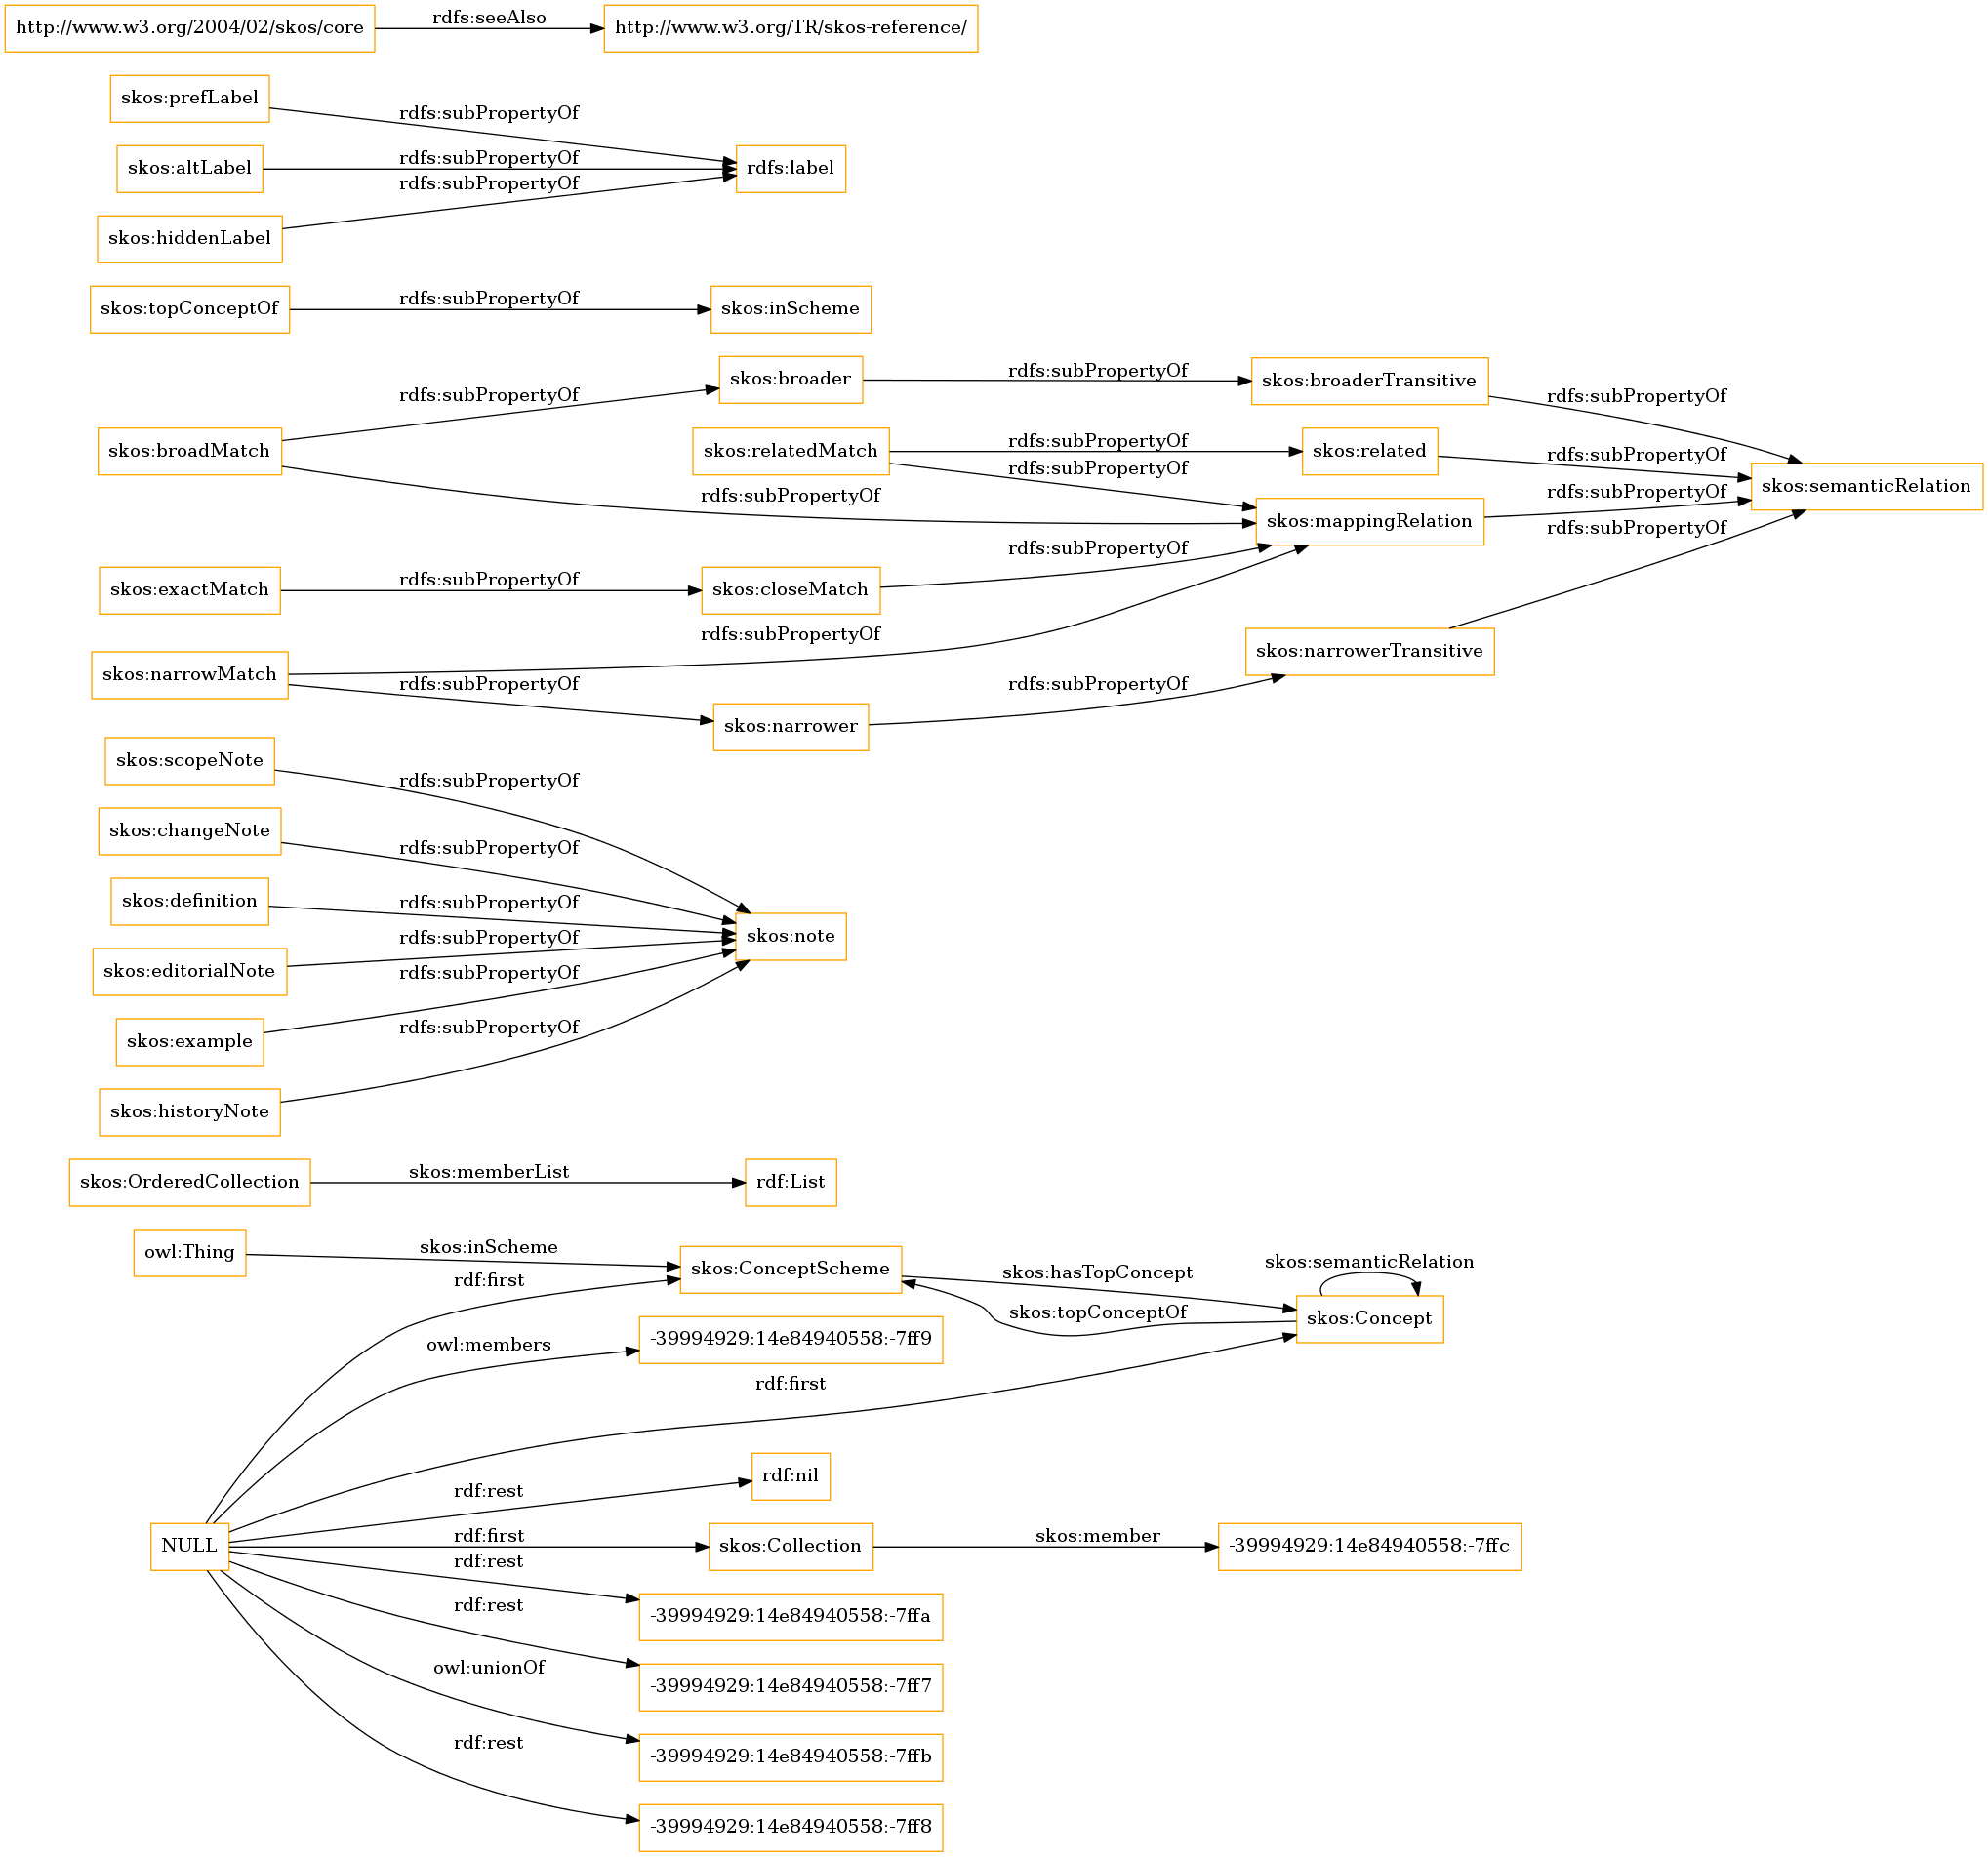 http://www.w3.org/2004/02/skos/core
rdfs:seeAlso
http://www.w3.org/TR/skos-reference/
skos:prefLabel
rdfs:subPropertyOf
skos:altLabel
rdfs:subPropertyOf
rdfs:label
skos:hiddenLabel
rdfs:subPropertyOf
skos:topConceptOf
rdfs:subPropertyOf
skos:inScheme
skos:broadMatch
rdfs:subPropertyOf
skos:broader
rdfs:subPropertyOf
skos:broaderTransitive
rdfs:subPropertyOf
rdfs:subPropertyOf
skos:relatedMatch
rdfs:subPropertyOf
skos:related
rdfs:subPropertyOf
skos:semanticRelation
rdfs:subPropertyOf
skos:mappingRelation
rdfs:subPropertyOf
skos:exactMatch
rdfs:subPropertyOf
skos:closeMatch
rdfs:subPropertyOf
rdfs:subPropertyOf
skos:narrowMatch
rdfs:subPropertyOf
rdfs:subPropertyOf
skos:narrower
rdfs:subPropertyOf
skos:narrowerTransitive
skos:scopeNote
rdfs:subPropertyOf
skos:changeNote
rdfs:subPropertyOf
skos:definition
rdfs:subPropertyOf
skos:note
skos:editorialNote
rdfs:subPropertyOf
skos:example
rdfs:subPropertyOf
skos:historyNote
rdfs:subPropertyOf
skos:OrderedCollection
skos:memberList
rdf:List
owl:Thing
skos:inScheme
skos:ConceptScheme
skos:hasTopConcept
skos:topConceptOf
skos:semanticRelation
skos:Concept
rdf:first
owl:members
-39994929:14e84940558:-7ff9
rdf:first
rdf:rest
rdf:nil
NULL
rdf:first
skos:Collection
skos:member
-39994929:14e84940558:-7ffc
rdf:rest
-39994929:14e84940558:-7ffa
rdf:rest
-39994929:14e84940558:-7ff7
owl:unionOf
-39994929:14e84940558:-7ffb
rdf:rest
-39994929:14e84940558:-7ff8